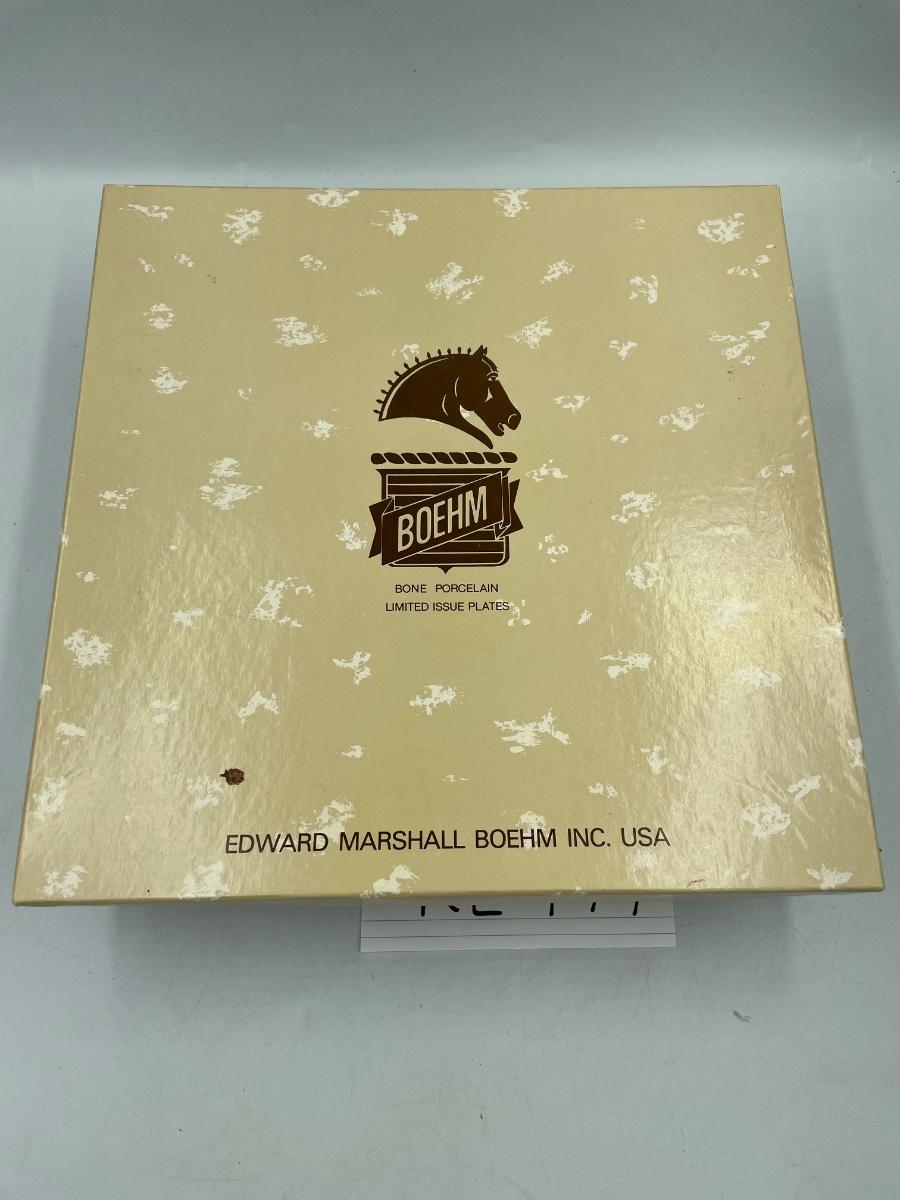 BOEHM
BONE PORCELAIN
LIMITED ISSUE PLATES
EDWARD MARSHALL BOEHM INC. USA